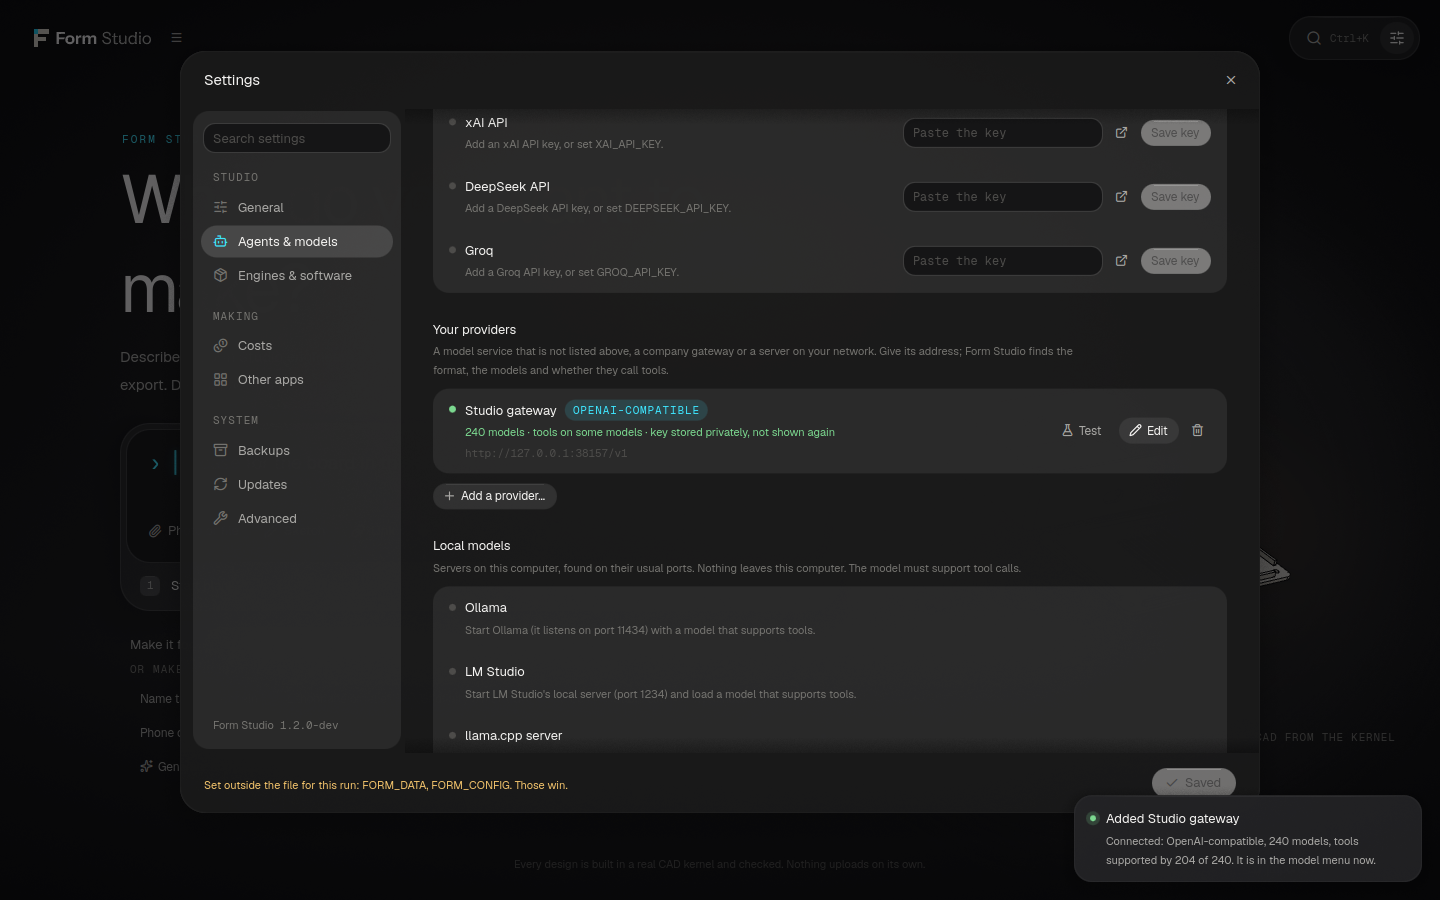 Form Studio
Ctrl+K
Settings
Search settings
STUDIO
General
Agents & models
Engines & software
MAKING
Costs
Other apps
SYSTEM
Backups
Updates
Advanced
Form Studio 1.2.0-dev
xAI API
Add an xAI API key, or set XAI_API_KEY.
Paste the key
Save key
DeepSeek API
Add a DeepSeek API key, or set DEEPSEEK_API_KEY.
Paste the key
Save key
Groq
Add a Groq API key, or set GROQ_API_KEY.
Paste the key
Save key
Your providers
A model service that is not listed above, a company gateway or a server on your network. Give its address; Form Studio finds the
format, the models and whether they call tools.
Studio gateway OPENAI-COMPATIBLE
240 models · tools on some models · key stored privately, not shown again
http://127.0.0.1:38157/v1
Test
Edit
Add a provider...
Local models
Servers on this computer, found on their usual ports. Nothing leaves this computer. The model must support tool calls.
Ollama
Start Ollama (it listens on port 11434) with a model that supports tools.
LM Studio
Start LM Studio's local server (port 1234) and load a model that supports tools.
llama.cpp server
Set outside the file for this run: FORM_DATA, FORM_CONFIG. Those win.
Saved
FORM ST
W
ma
Describe
export. D
Ph
1 S
Make it f
OR MAKE
Name t
Phone c
Gen
CAD FROM THE KERNEL
Every design is built in a real CAD kernel and checked. Nothing uploads on its own.
Added Studio gateway
Connected: OpenAI-compatible, 240 models, tools
supported by 204 of 240. It is in the model menu now.